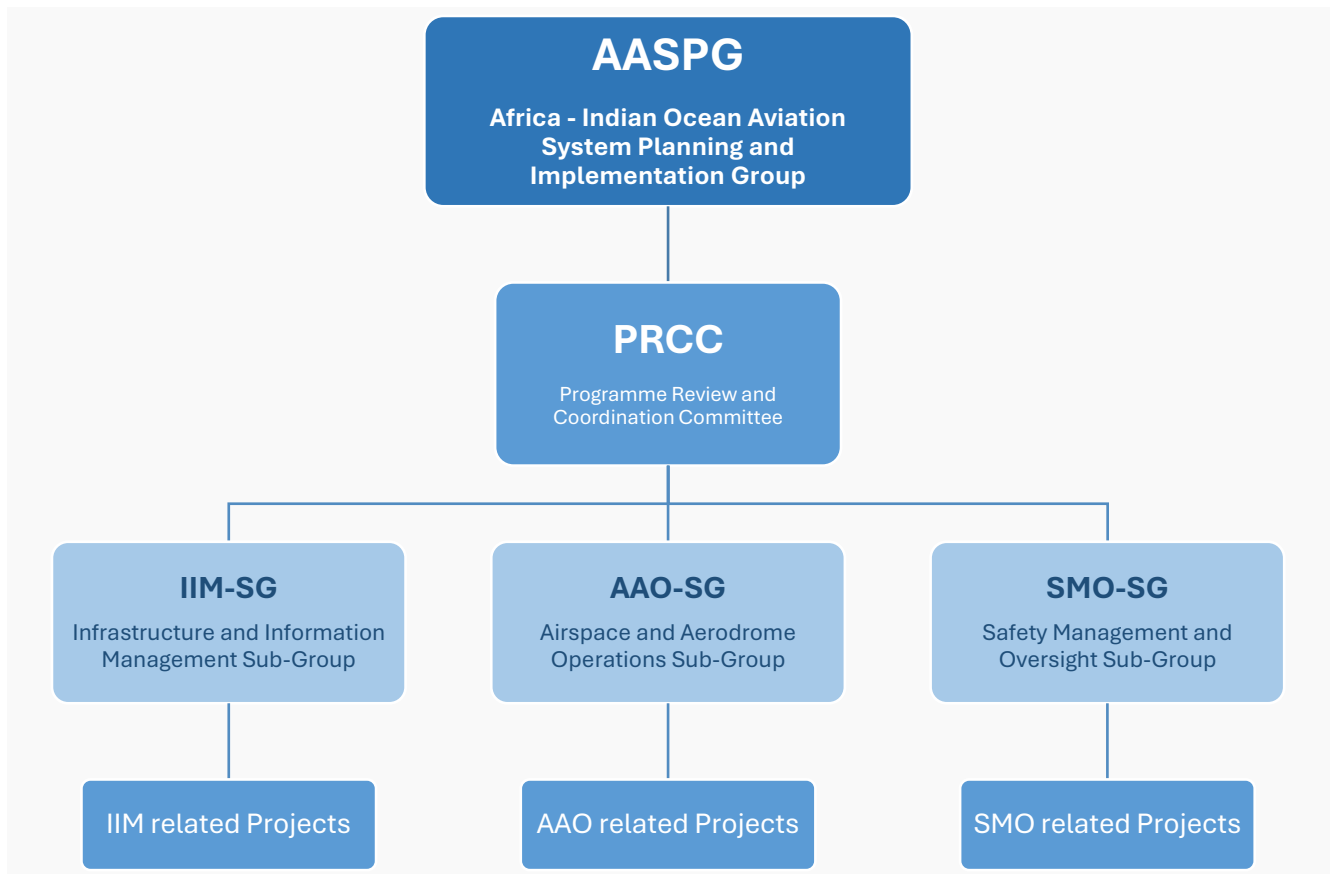 AASPG
Africa - Indian Ocean Aviation
System Planning and
Implementation Group
PRCC
Programme Review and
Coordination Committee
IIM-SG
Infrastructure and Information
Management Sub-Group
AAO-SG
Airspace and Aerodrome
Operations Sub-Group
SMO-SG
Safety Management and
Oversight Sub-Group
IIM related Projects
AAO related Projects
SMO related Projects